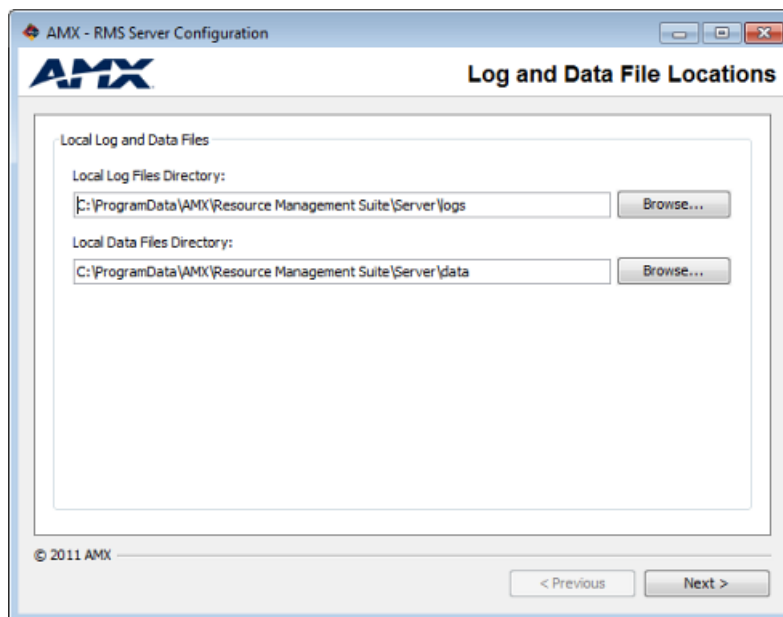 AMX - RMS Server Configuration
AMX
Log and Data File Locations
Local Log and Data Files
Local Log Files Directory:
C:\ProgramData\AMX\Resource Management Suite\Server\logs
Browse...
Local Data Files Directory:
C:\ProgramData\AMX\Resource Management Suite\Server\data
Browse...
© 2011 AMX
< Previous
Next >